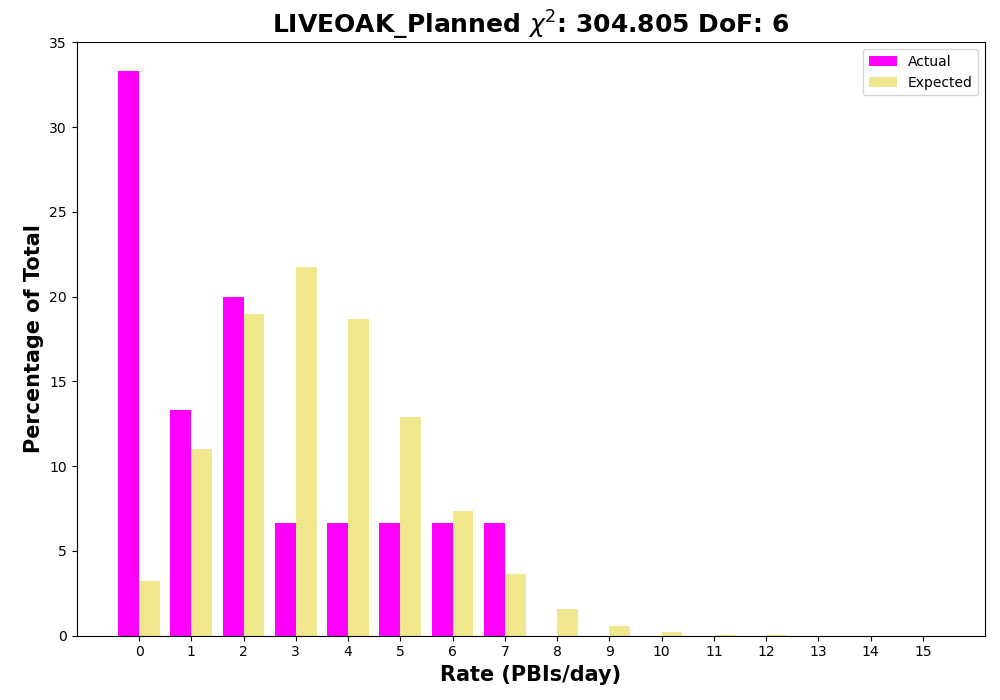 LIVEOAK_Planned χ²: 304.805 DoF: 6
Actual
Expected
35
30
25
20
15
10
5
0
Percentage of Total
0 1 2 3 4 5 6 7 8 9 10 11 12 13 14 15
Rate (PBIs/day)